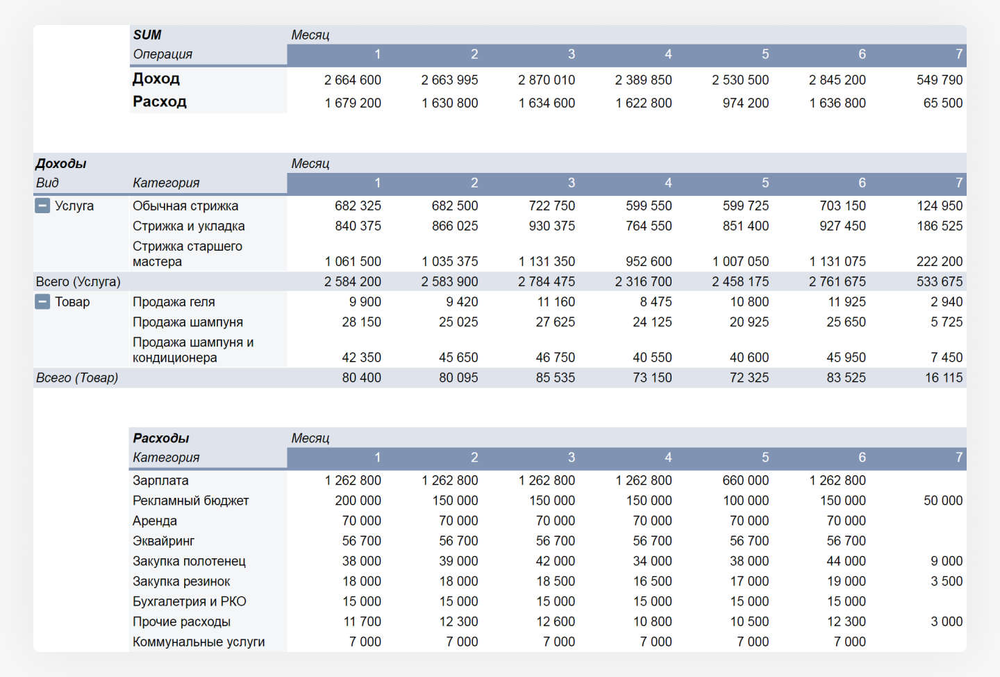 SUM Месяц
Операция 1 2 3 4 5 6 7
Доход 2 664 600 2 663 995 2 870 010 2 389 850 2 530 500 2 845 200 549 790
Расход 1 679 200 1 630 800 1 634 600 1 622 800 974 200 1 636 800 65 500
Доходы Месяц
Вид Категория 1 2 3 4 5 6 7
Услуга Обычная стрижка 682 325 682 500 722 750 599 550 599 725 703 150 124 950
Стрижка и укладка 840 375 866 025 930 375 764 550 851 400 927 450 186 525
Стрижка старшего
мастера 1 061 500 1 035 375 1 131 350 952 600 1 007 050 1 131 075 222 200
Всего (Услуга) 2 584 200 2 583 900 2 784 475 2 316 700 2 458 175 2 761 675 533 675
Товар Продажа геля 9 900 9 420 11 160 8 475 10 800 11 925 2 940
Продажа шампуня 28 150 25 025 27 625 24 125 20 925 25 650 5 725
Продажа шампуня и
кондиционера 42 350 45 650 46 750 40 550 40 600 45 950 7 450
Всего (Товар) 80 400 80 095 85 535 73 150 72 325 83 525 16 115
Расходы Месяц
Категория 1 2 3 4 5 6 7
Зарплата 1 262 800 1 262 800 1 262 800 1 262 800 660 000 1 262 800
Рекламный бюджет 200 000 150 000 150 000 150 000 100 000 150 000 50 000
Аренда 70 000 70 000 70 000 70 000 70 000 70 000
Эквайринг 56 700 56 700 56 700 56 700 56 700 56 700
Закупка полотенец 38 000 39 000 42 000 34 000 38 000 44 000 9 000
Закупка резинок 18 000 18 000 18 500 16 500 17 000 19 000 3 500
Бухгалетрия и РКО 15 000 15 000 15 000 15 000 15 000 15 000
Прочие расходы 11 700 12 300 12 600 10 800 10 500 12 300 3 000
Коммунальные услуги 7 000 7 000 7 000 7 000 7 000 7 000